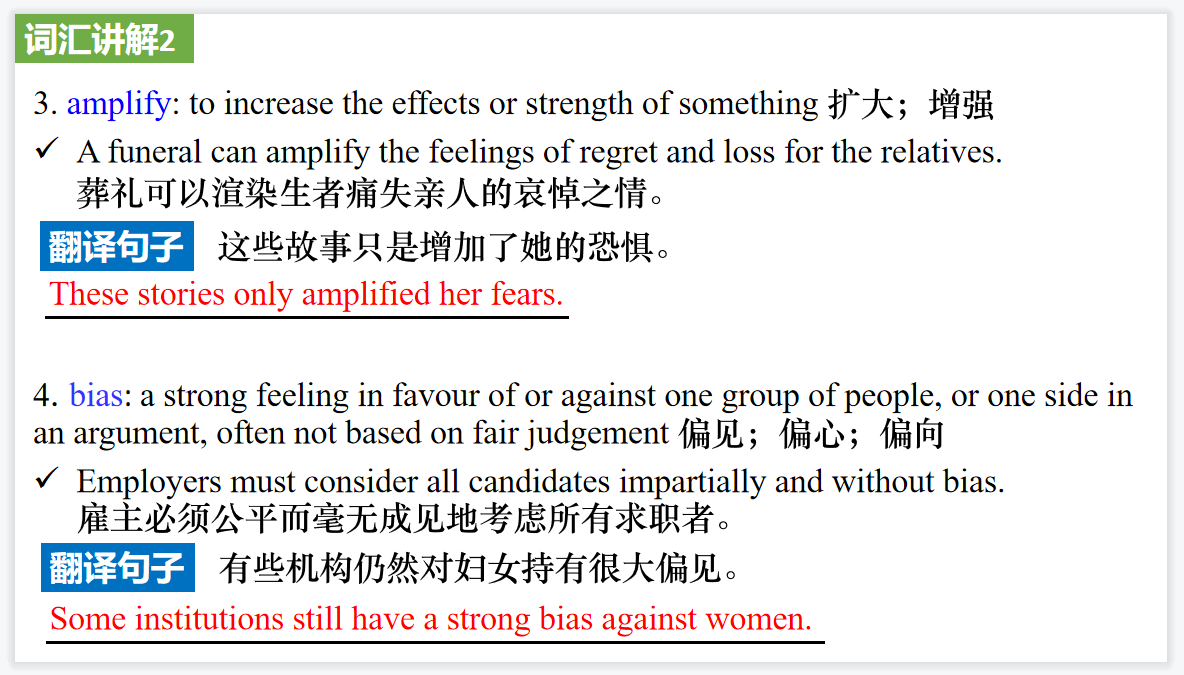 词汇讲解2
3. amplify: to increase the effects or strength of something 扩大；增强
✓ A funeral can amplify the feelings of regret and loss for the relatives.
葬礼可以渲染生者痛失亲人的哀悼之情。
翻译句子 这些故事只是增加了她的恐惧。
These stories only amplified her fears.
4. bias: a strong feeling in favour of or against one group of people, or one side in
an argument, often not based on fair judgement 偏见；偏心；偏向
✓ Employers must consider all candidates impartially and without bias.
雇主必须公平而毫无成见地考虑所有求职者。
翻译句子 有些机构仍然对妇女持有很大偏见。
Some institutions still have a strong bias against women.